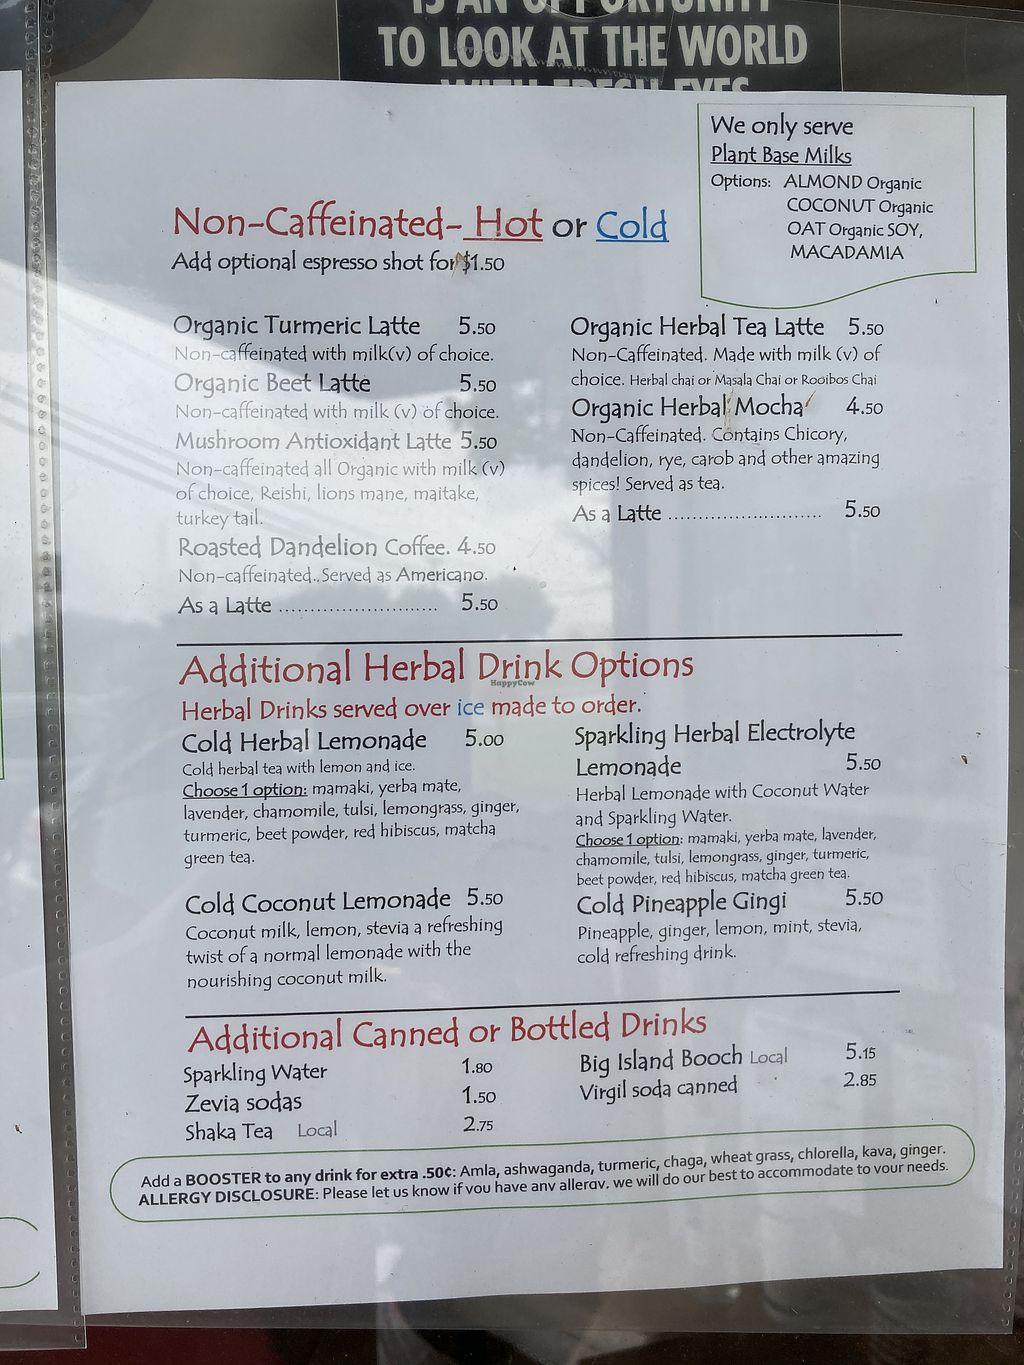 IS AN OPPORTUNITY
TO LOOK AT THE WORLD
WITH FRESH EYES
We only serve
Plant Base Milks
Options: ALMOND Organic
COCONUT Organic
OAT Organic SOY,
MACADAMIA
Non-Caffeinated- Hot or Cold
Add optional espresso shot for $1.50
Organic Turmeric Latte 5.50
Non-caffeinated with milk(v) of choice.
Organic Beet Latte 5.50
Non-caffeinated with milk (v) of choice.
Mushroom Antioxidant Latte 5.50
Non-caffeinated all Organic with milk (v)
of choice, Reishi, lions mane, maitake,
turkey tail.
Roasted Dandelion Coffee. 4.50
Non-caffeinated. Served as Americano.
As a Latte ......................... 5.50
Organic Herbal Tea Latte 5.50
Non-Caffeinated. Made with milk (v) of
choice. Herbal chai or Masala Chai or Rooibos Chai
Organic Herbal Mocha 4.50
Non-Caffeinated. Contains Chicory,
dandelion, rye, carob and other amazing
spices! Served as tea.
As a Latte ......................... 5.50
Additional Herbal Drink Options
HappyCow
Herbal Drinks served over ice made to order.
Cold Herbal Lemonade 5.00
Cold herbal tea with lemon and ice.
Choose 1 option: mamaki, yerba mate,
lavender, chamomile, tulsi, lemongrass, ginger,
turmeric, beet powder, red hibiscus, matcha
green tea.
Cold Coconut Lemonade 5.50
Coconut milk, lemon, stevia a refreshing
twist of a normal lemonade with the
nourishing coconut milk.
Sparkling Herbal Electrolyte
Lemonade 5.50
Herbal Lemonade with Coconut Water
and Sparkling Water.
Choose 1 option: mamaki, yerba mate, lavender,
chamomile, tulsi, lemongrass, ginger, turmeric,
beet powder, red hibiscus, matcha green tea.
Cold Pineapple Gingi 5.50
Pineapple, ginger, lemon, mint, stevia,
cold refreshing drink.
Additional Canned or Bottled Drinks
Sparkling Water 1.80
Zevia sodas 1.50
Shaka Tea Local 2.75
Big Island Booch Local 5.15
Virgil soda canned 2.85
Add a BOOSTER to any drink for extra .50¢: Amla, ashwaganda, turmeric, chaga, wheat grass, chlorella, kava, ginger.
ALLERGY DISCLOSURE: Please let us know if you have any allergy, we will do our best to accommodate to your needs.